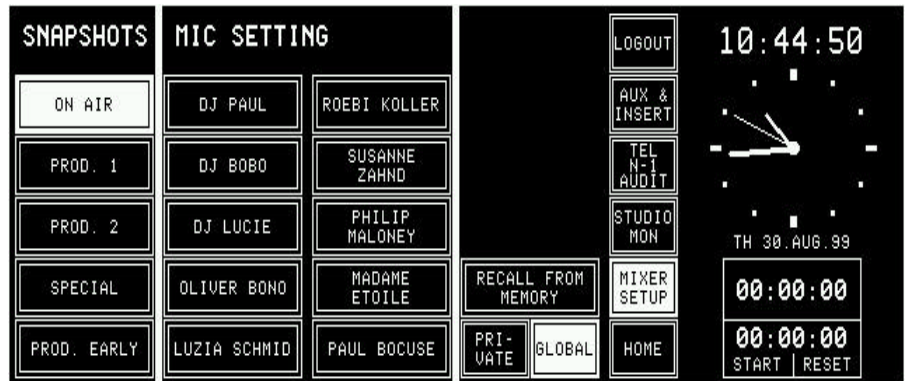 SNAPSHOTS
ON AIR
PROD. 1
PROD. 2
SPECIAL
PROD. EARLY
MIC SETTING
DJ PAUL
DJ BOBO
DJ LUCIE
OLIVER BONO
LUZIA SCHMID
ROEBI KOLLER
SUSANNE
ZAHND
PHILIP
MALONEY
MADAME
ETOILE
PAUL BOCUSE
RECALL FROM
MEMORY
PRI-
VATE
GLOBAL
LOGOUT
AUX &
INSERT
TEL
N-1
AUDIT
STUDIO
MON
MIXER
SETUP
HOME
10:44:50
TH 30.AUG.99
00:00:00
00:00:00
START | RESET